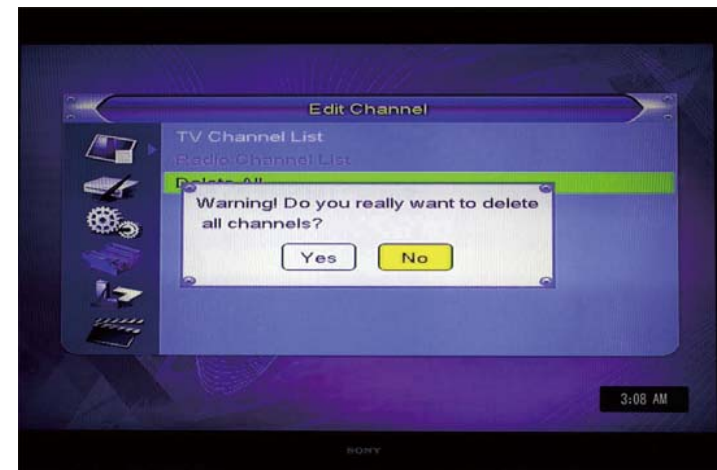 Edit Channel
TV Channel List
Radio Channel List
Delete All
Warning! Do you really want to delete
all channels?
Yes
No
3:08 AM
SONY